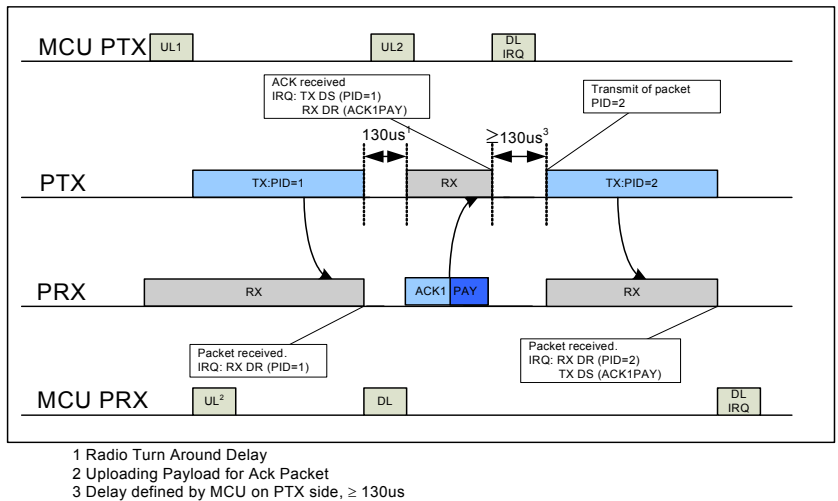 MCU PTX
UL1
UL2
DL
IRQ
ACK received
IRQ: TX DS (PID=1)
RX DR (ACK1PAY)
Transmit of packet
PID=2
130us1
≥130us3
PTX
TX:PID=1
RX
TX:PID=2
PRX
RX
ACK1 PAY
RX
Packet received.
IRQ: RX DR (PID=1)
Packet received.
IRQ: RX DR (PID=2)
TX DS (ACK1PAY)
MCU PRX
UL2
DL
DL
IRQ
1 Radio Turn Around Delay
2 Uploading Payload for Ack Packet
3 Delay defined by MCU on PTX side, ≥ 130us